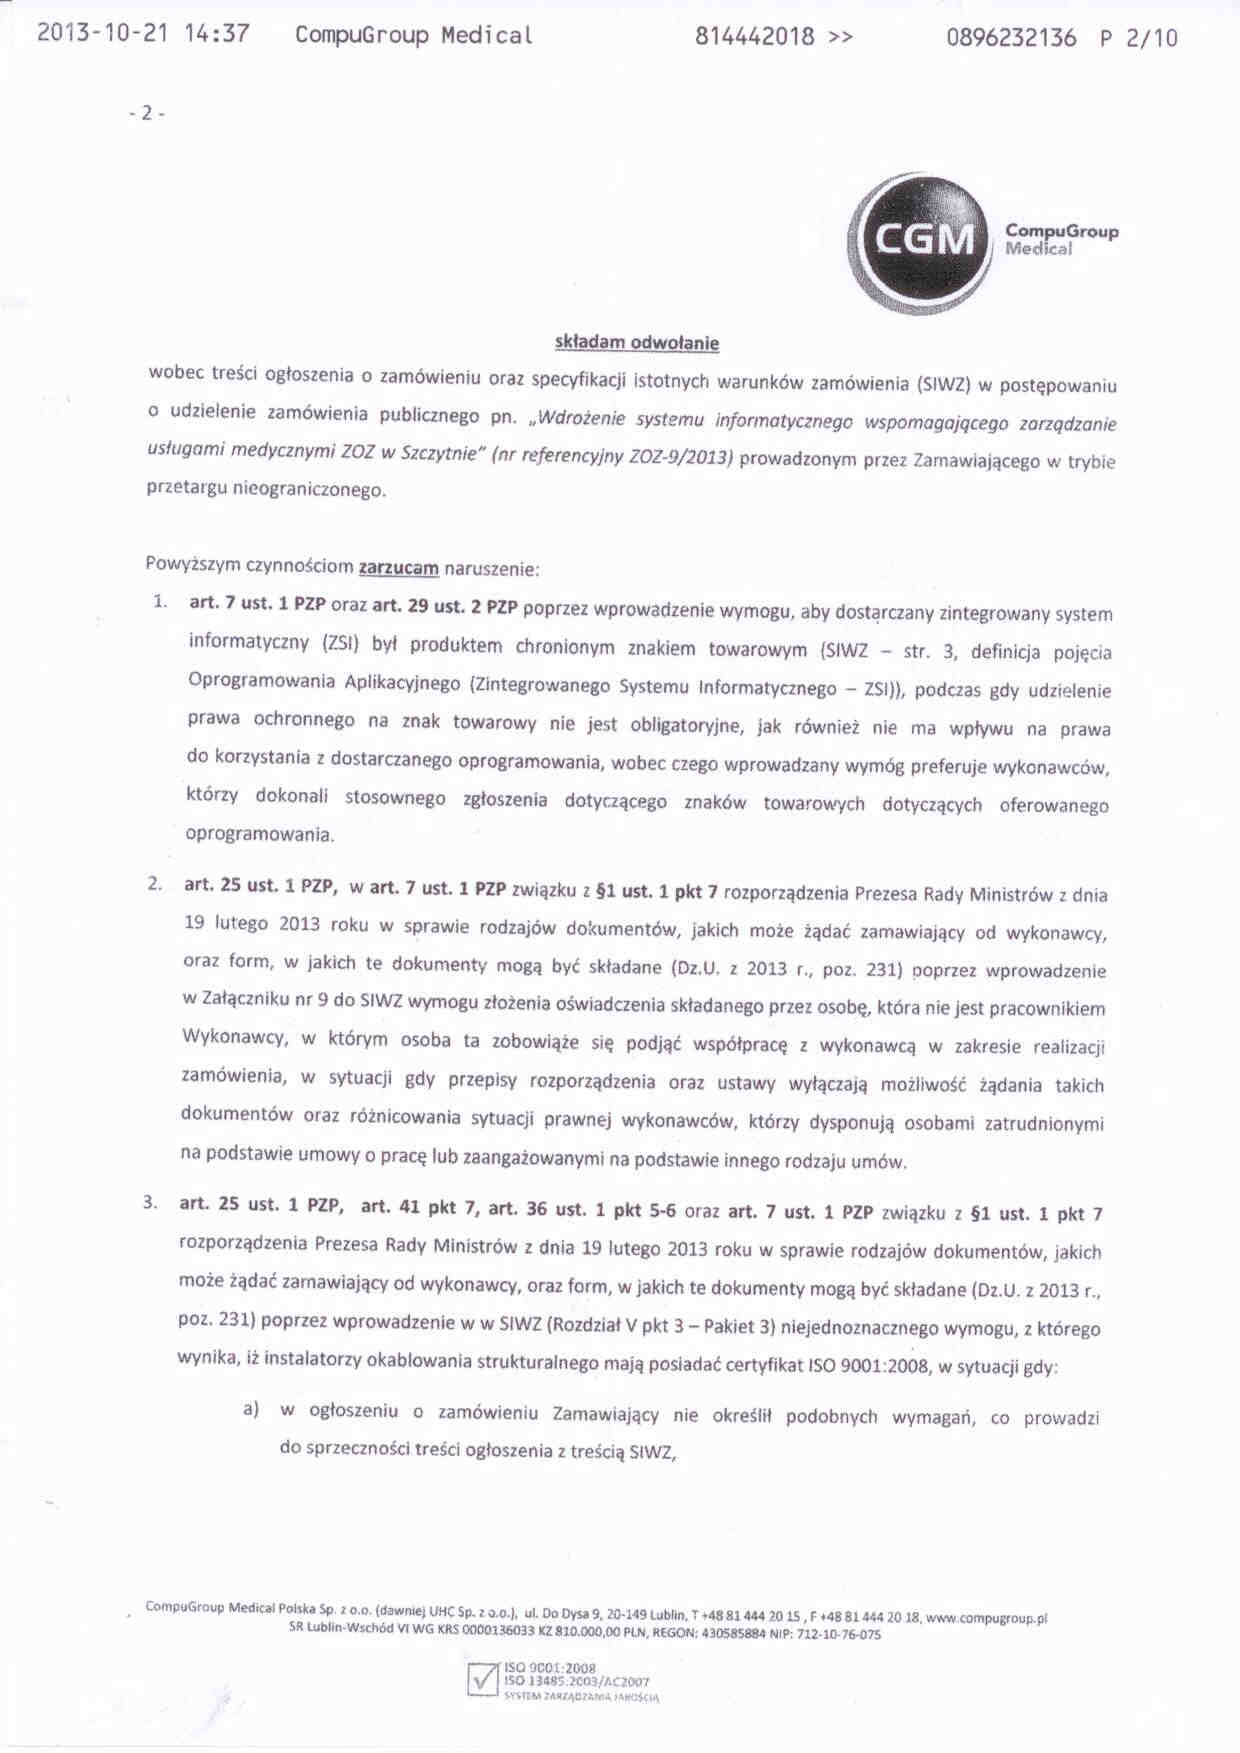 2013-10-21 14:37 CompuGroup Medical 814442018 >> 0896232136 P 2/10
- 2 -
CGM
CompuGroup
Medical
składam odwołanie
wobec treści ogłoszenia o zamówieniu oraz specyfikacji istotnych warunków zamówienia (SIWZ) w postępowaniu
o udzielenie zamówienia publicznego pn. „Wdrożenie systemu informatycznego wspomagającego zarządzanie
usługami medycznymi ZOZ w Szczytnie" (nr referencyjny ZOZ-9/2013) prowadzonym przez Zamawiającego w trybie
przetargu nieograniczonego.
Powyższym czynnościom zarzucam naruszenie:
1. art. 7 ust. 1 PZP oraz art. 29 ust. 2 PZP poprzez wprowadzenie wymogu, aby dostarczany zintegrowany system
informatyczny (ZSI) był produktem chronionym znakiem towarowym (SIWZ – str. 3, definicja pojęcia
Oprogramowania Aplikacyjnego (Zintegrowanego Systemu Informatycznego – ZSI)), podczas gdy udzielenie
prawa ochronnego na znak towarowy nie jest obligatoryjne, jak również nie ma wpływu na prawa
do korzystania z dostarczanego oprogramowania, wobec czego wprowadzany wymóg preferuje wykonawców,
którzy dokonali stosownego zgłoszenia dotyczącego znaków towarowych dotyczących oferowanego
oprogramowania.
2. art. 25 ust. 1 PZP, w art. 7 ust. 1 PZP związku z §1 ust. 1 pkt 7 rozporządzenia Prezesa Rady Ministrów z dnia
19 lutego 2013 roku w sprawie rodzajów dokumentów, jakich może żądać zamawiający od wykonawcy,
oraz form, w jakich te dokumenty mogą być składane (Dz.U. z 2013 r., poz. 231) poprzez wprowadzenie
w Załączniku nr 9 do SIWZ wymogu złożenia oświadczenia składanego przez osobę, która nie jest pracownikiem
Wykonawcy, w którym osoba ta zobowiąże się podjąć współpracę z wykonawcą w zakresie realizacji
zamówienia, w sytuacji gdy przepisy rozporządzenia oraz ustawy wyłączają możliwość żądania takich
dokumentów oraz różnicowania sytuacji prawnej wykonawców, którzy dysponują osobami zatrudnionymi
na podstawie umowy o pracę lub zaangażowanymi na podstawie innego rodzaju umów.
3. art. 25 ust. 1 PZP, art. 41 pkt 7, art. 36 ust. 1 pkt 5-6 oraz art. 7 ust. 1 PZP związku z §1 ust. 1 pkt 7
rozporządzenia Prezesa Rady Ministrów z dnia 19 lutego 2013 roku w sprawie rodzajów dokumentów, jakich
może żądać zamawiający od wykonawcy, oraz form, w jakich te dokumenty mogą być składane (Dz.U. z 2013 r.,
poz. 231) poprzez wprowadzenie w w SIWZ (Rozdział V pkt 3 – Pakiet 3) niejednoznacznego wymogu, z którego
wynika, iż instalatorzy okablowania strukturalnego mają posiadać certyfikat ISO 9001:2008, w sytuacji gdy:
a) w ogłoszeniu o zamówieniu Zamawiający nie określił podobnych wymagań, co prowadzi
do sprzeczności treści ogłoszenia z treścią SIWZ,
CompuGroup Medical Polska Sp. z o.o. (dawniej UHC Sp. z o.o.), ul. Do Dysa 9, 20-149 Lublin, T +48 81 444 20 15 , F +48 81 444 20 18, www.compugroup.pl
SR Lublin-Wschód VI WG KRS 0000136033 KZ 810.000,00 PLN, REGON: 430585884 NIP: 712-10-76-075
ISO 9001:2008
ISO 13485:2003/AC2007
SYSTEM ZARZĄDZANIA JAKOŚCIĄ